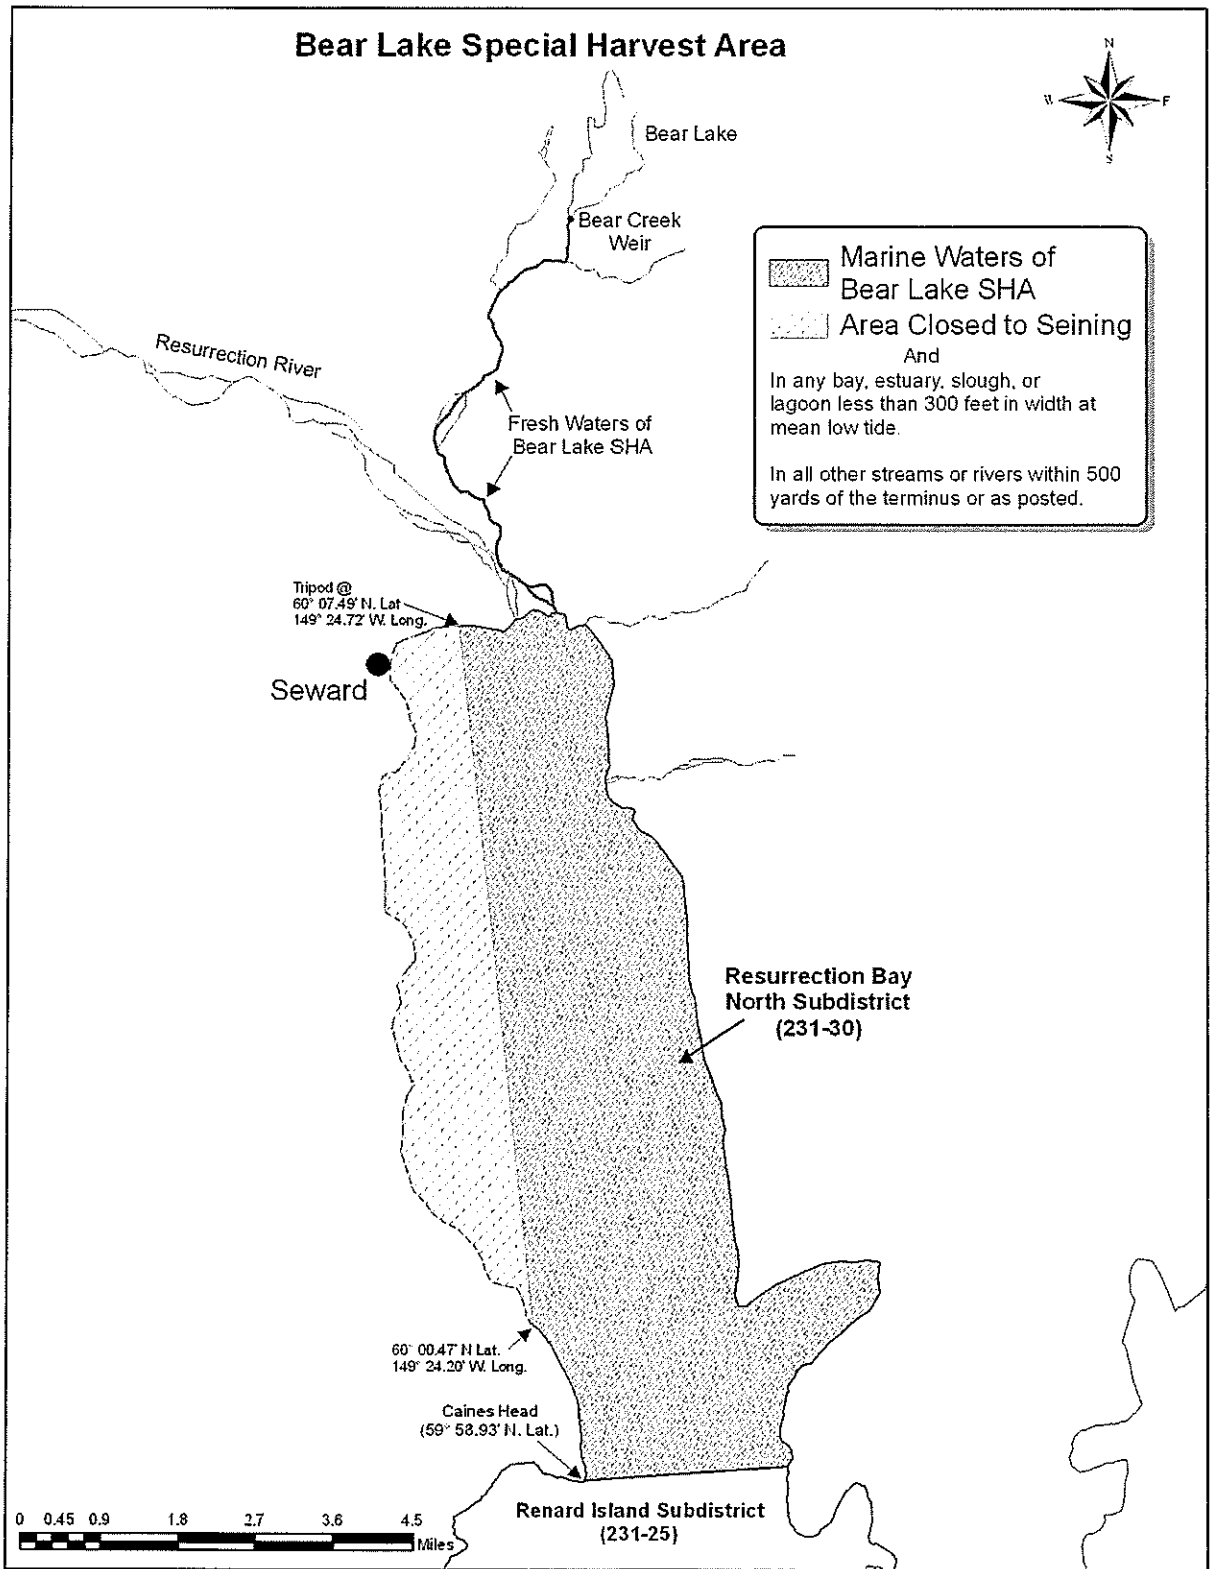 Bear Lake Special Harvest Area
N
W
E
S
Bear Lake
Bear Creek
Weir
Marine Waters of
Bear Lake SHA
Area Closed to Seining
And
In any bay, estuary, slough, or
lagoon less than 300 feet in width at
mean low tide.
In all other streams or rivers within 500
yards of the terminus or as posted.
Resurrection River
Fresh Waters of
Bear Lake SHA
Tripod @
60° 07.49' N. Lat
149° 24.72' W. Long.
Seward
Resurrection Bay
North Subdistrict
(231-30)
60° 00.47' N Lat.
149° 24.20' W. Long.
Caines Head
(59° 58.93' N. Lat.)
Renard Island Subdistrict
(231-25)
0 0.45 0.9 1.8 2.7 3.6 4.5
Miles